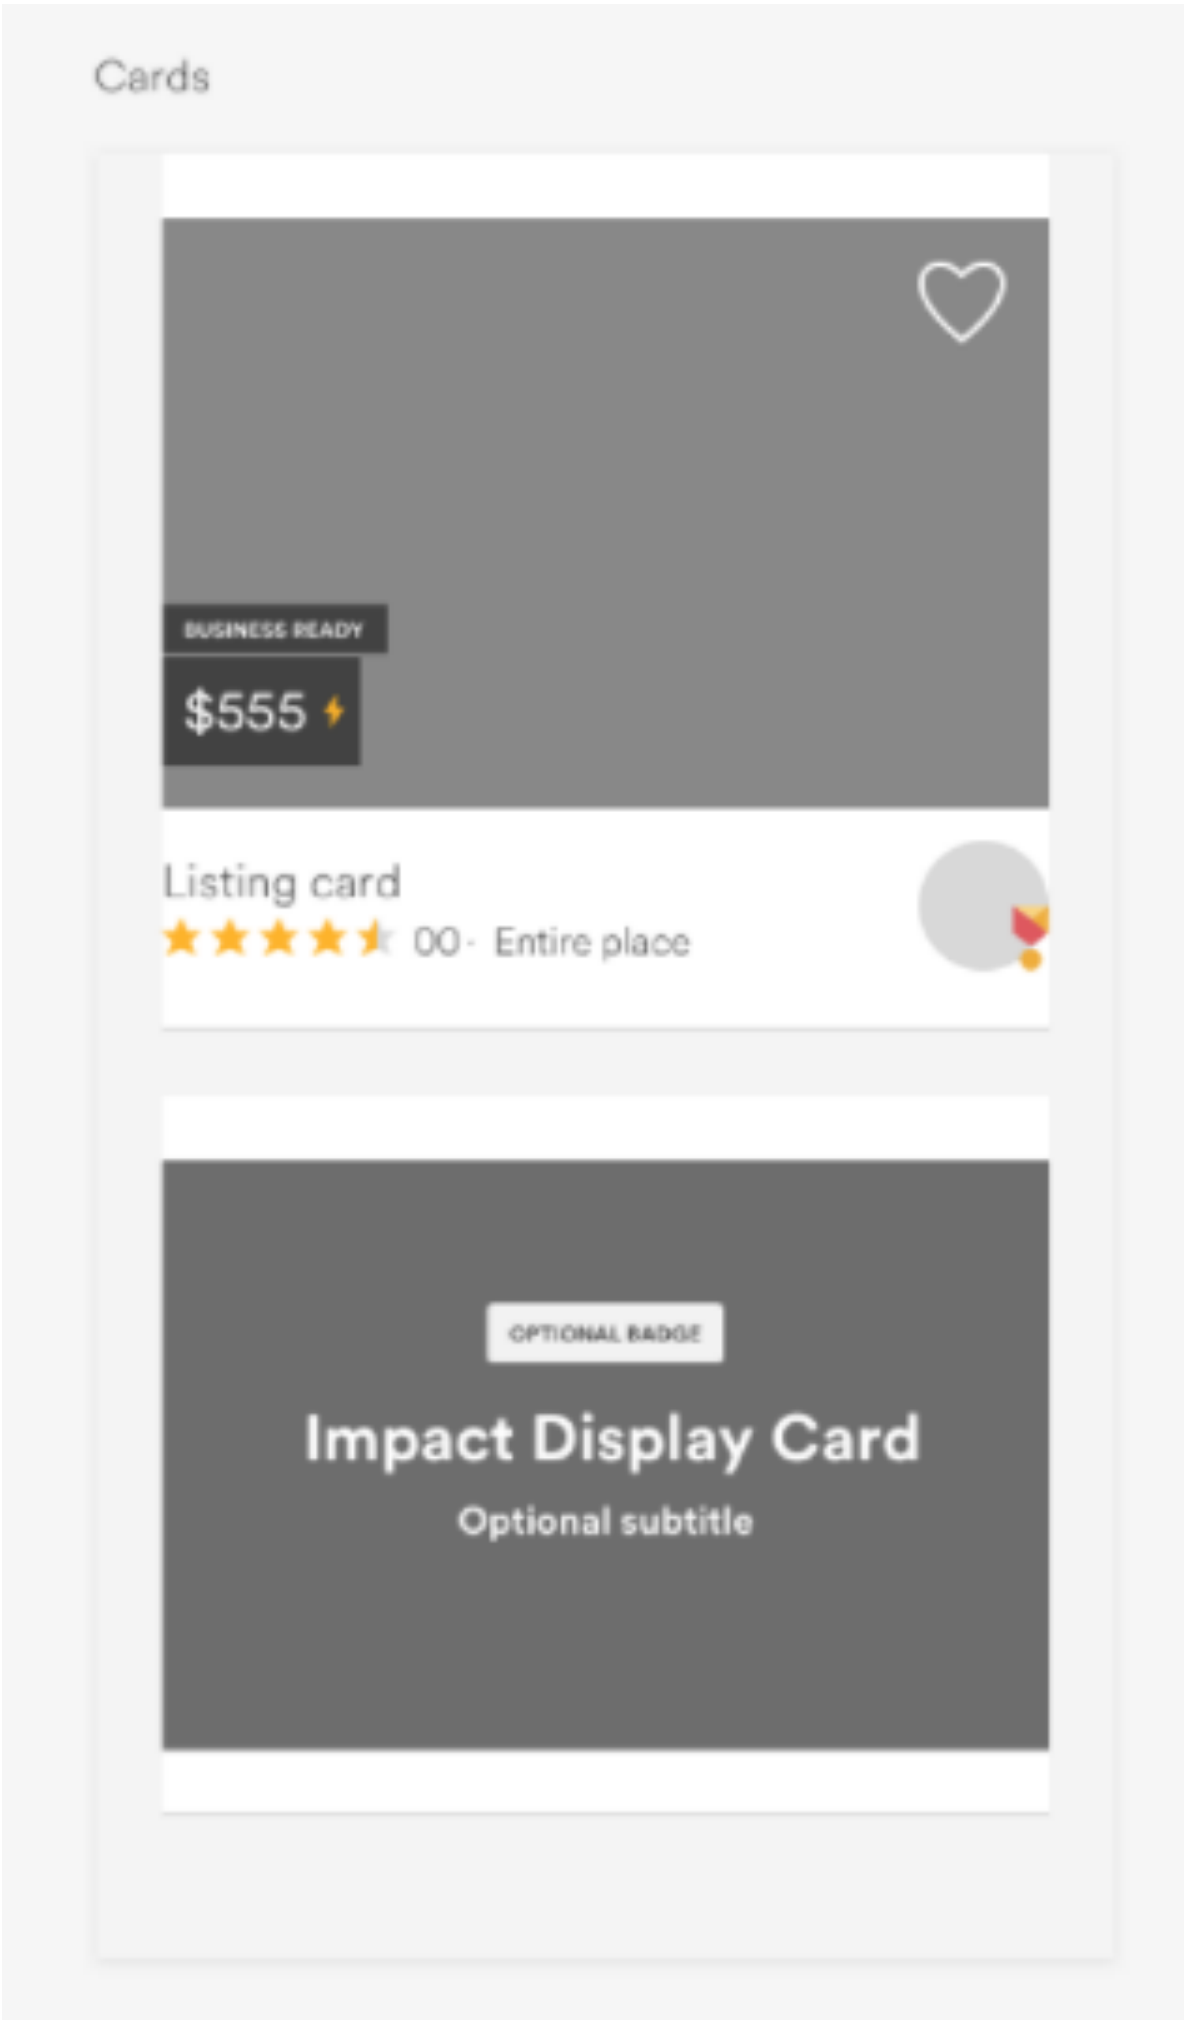 Cards
BUSINESS READY
$555
Listing card
00 · Entire place
OPTIONAL BADGE
Impact Display Card
Optional subtitle